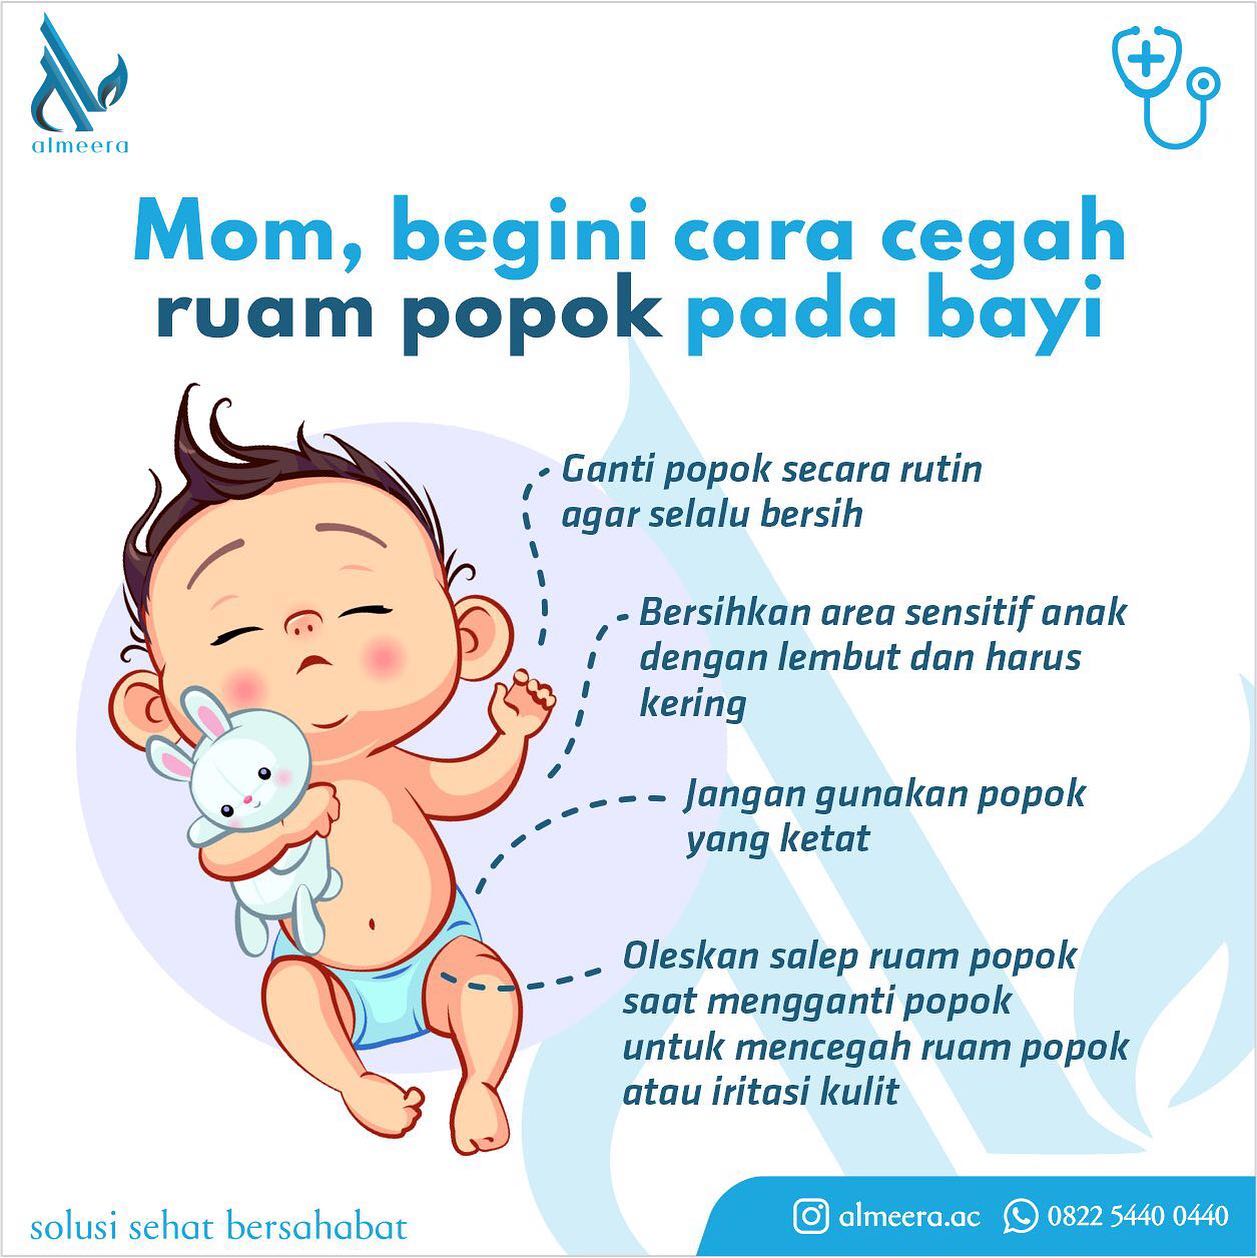 almeera
Mom, begini cara cegah
ruam popok pada bayi
Ganti popok secara rutin
agar selalu bersih
Bersihkan area sensitif anak
dengan lembut dan harus
kering
Jangan gunakan popok
yang ketat
Oleskan salep ruam popok
saat mengganti popok
untuk mencegah ruam popok
atau iritasi kulit
solusi sehat bersahabat
almeera.ac 0822 5440 0440